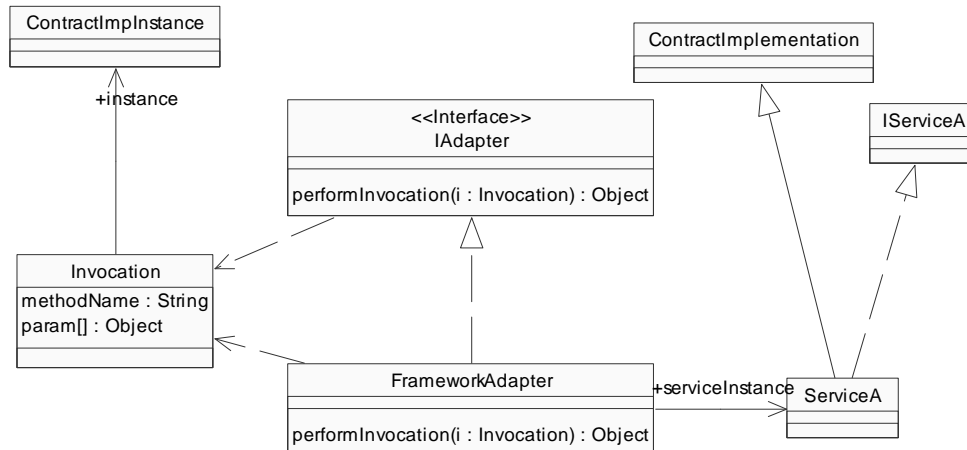 ContractImpInstance
ContractImplementation
+instance
<<Interface>>
IAdapter
IServiceA
performInvocation(i : Invocation) : Object
Invocation
methodName : String
param[] : Object
FrameworkAdapter
+serviceInstance
ServiceA
performInvocation(i : Invocation) : Object